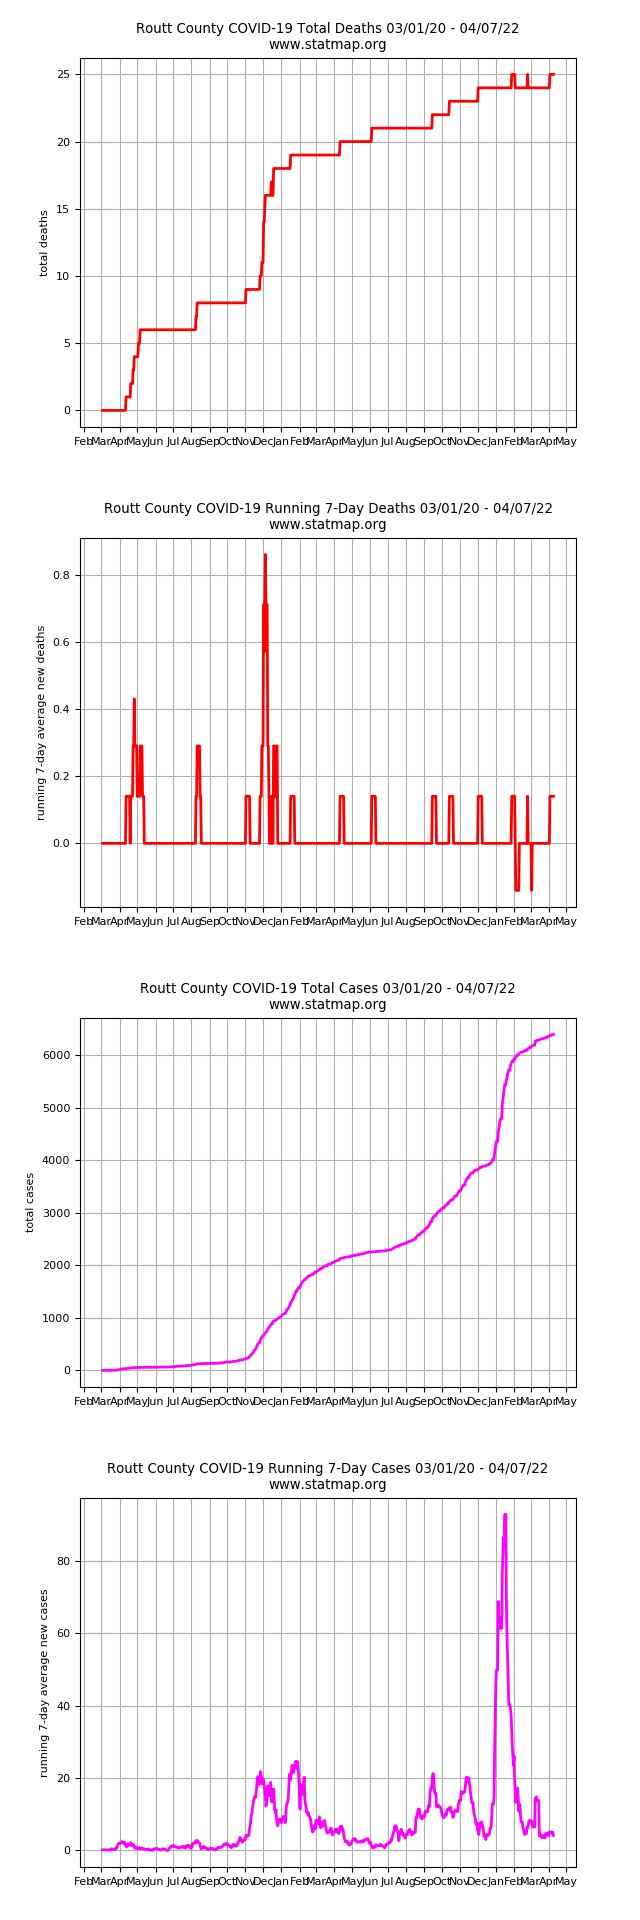 Routt County COVID-19 Total Deaths 03/01/20 - 04/07/22
www.statmap.org
25
20
15
10
5
0
total deaths
Feb Mar Apr May Jun Jul Aug Sep Oct Nov Dec Jan Feb Mar Apr May Jun Jul Aug Sep Oct Nov Dec Jan Feb Mar Apr May
Routt County COVID-19 Running 7-Day Deaths 03/01/20 - 04/07/22
www.statmap.org
0.8
0.6
0.4
0.2
0.0
running 7-day average new deaths
Feb Mar Apr May Jun Jul Aug Sep Oct Nov Dec Jan Feb Mar Apr May Jun Jul Aug Sep Oct Nov Dec Jan Feb Mar Apr May
Routt County COVID-19 Total Cases 03/01/20 - 04/07/22
www.statmap.org
6000
5000
4000
3000
2000
1000
0
total cases
Feb Mar Apr May Jun Jul Aug Sep Oct Nov Dec Jan Feb Mar Apr May Jun Jul Aug Sep Oct Nov Dec Jan Feb Mar Apr May
Routt County COVID-19 Running 7-Day Cases 03/01/20 - 04/07/22
www.statmap.org
80
60
40
20
0
running 7-day average new cases
Feb Mar Apr May Jun Jul Aug Sep Oct Nov Dec Jan Feb Mar Apr May Jun Jul Aug Sep Oct Nov Dec Jan Feb Mar Apr May